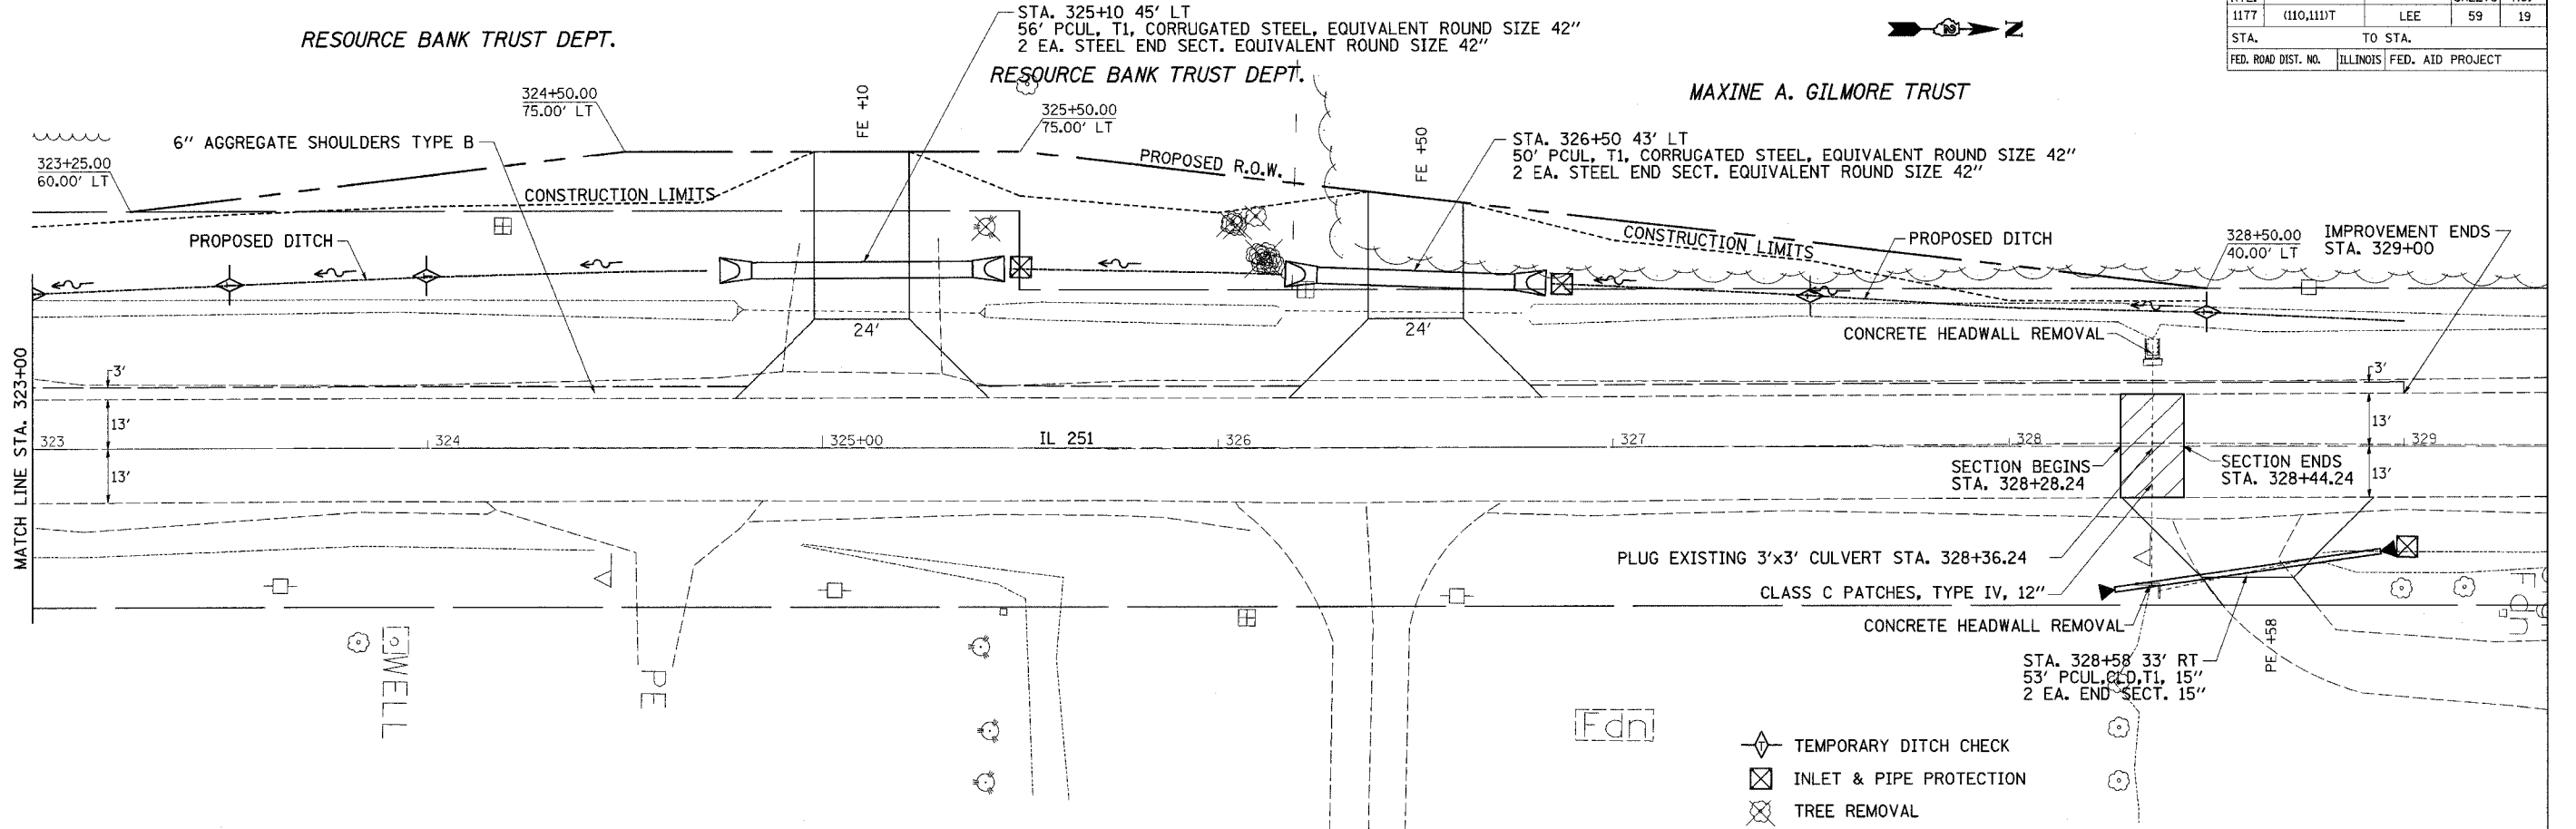 RESOURCE BANK TRUST DEPT.
STA. 325+10 45' LT
56' PCUL, T1, CORRUGATED STEEL, EQUIVALENT ROUND SIZE 42"
2 EA. STEEL END SECT. EQUIVALENT ROUND SIZE 42"
RESOURCE BANK TRUST DEPT.
N
1177 (110,111)T LEE 59 19
STA. TO STA.
FED. ROAD DIST. NO. ILLINOIS FED. AID PROJECT
MAXINE A. GILMORE TRUST
324+50.00
75.00' LT
FE +10
325+50.00
75.00' LT
6" AGGREGATE SHOULDERS TYPE B
323+25.00
60.00' LT
PROPOSED R.O.W.
FE +50
STA. 326+50 43' LT
50' PCUL, T1, CORRUGATED STEEL, EQUIVALENT ROUND SIZE 42"
2 EA. STEEL END SECT. EQUIVALENT ROUND SIZE 42"
CONSTRUCTION LIMITS
PROPOSED DITCH
CONSTRUCTION LIMITS
PROPOSED DITCH
328+50.00
40.00' LT
IMPROVEMENT ENDS
STA. 329+00
24'
24'
CONCRETE HEADWALL REMOVAL
MATCH LINE STA. 323+00
3'
3'
13'
13'
323
324
325+00
IL 251
326
327
328
329
13'
13'
SECTION BEGINS
STA. 328+28.24
SECTION ENDS
STA. 328+44.24
PLUG EXISTING 3'x3' CULVERT STA. 328+36.24
CLASS C PATCHES, TYPE IV, 12"
CONCRETE HEADWALL REMOVAL
WELL
PE
PE +58
STA. 328+58 33' RT
53' PCUL,CLD,T1, 15"
2 EA. END SECT. 15"
Fdn
T TEMPORARY DITCH CHECK
INLET & PIPE PROTECTION
TREE REMOVAL